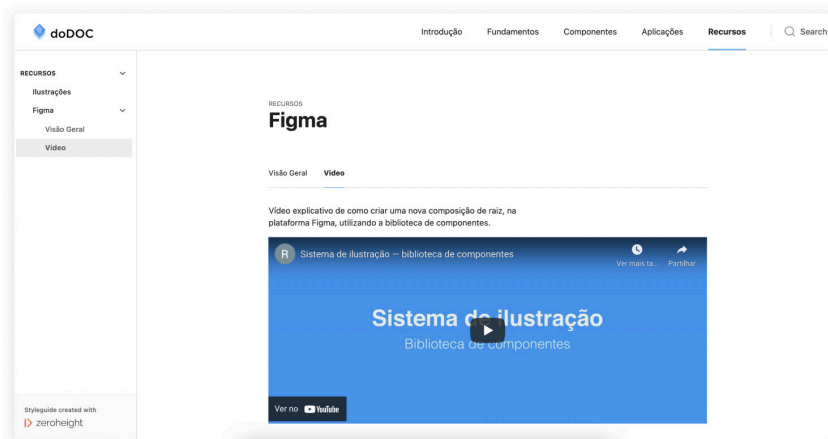 doDOC
Introdução
Fundamentos
Componentes
Aplicações
Recursos
Search
RECURSOS
Ilustrações
Figma
Visão Geral
Video
Styleguide created with
zeroheight
RECURSOS
Figma
Visão Geral
Video
Vídeo explicativo de como criar uma nova composição de raiz, na
plataforma Figma, utilizando a biblioteca de componentes.
R
Sistema de ilustração – biblioteca de componentes
Ver mais ta...
Partilhar
Sistema de ilustração
Biblioteca de componentes
Ver no YouTube